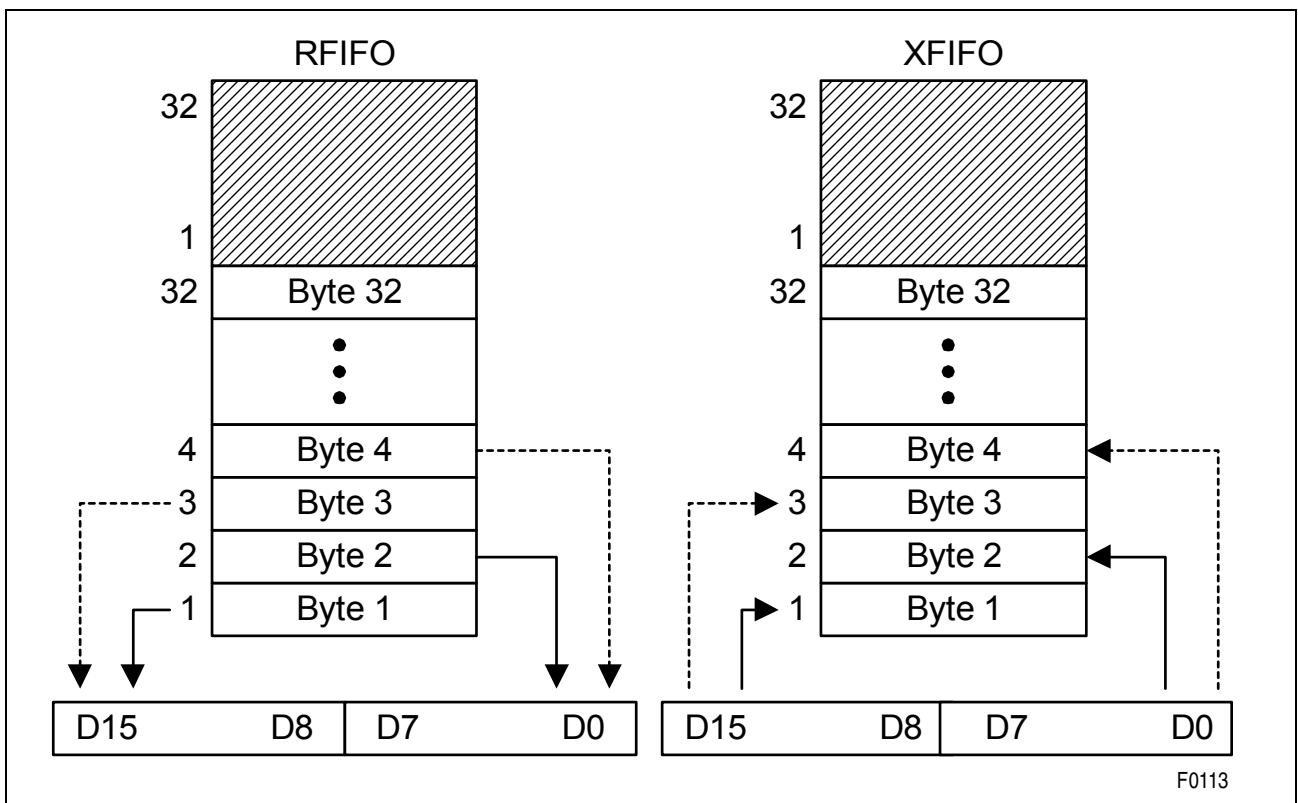 RFIFO XFIFO
32 32
1 1
32 Byte 32 32 Byte 32
4 Byte 4 4 Byte 4
3 Byte 3 3 Byte 3
2 Byte 2 2 Byte 2
1 Byte 1 1 Byte 1
D15 D8 D7 D0 D15 D8 D7 D0
F0113